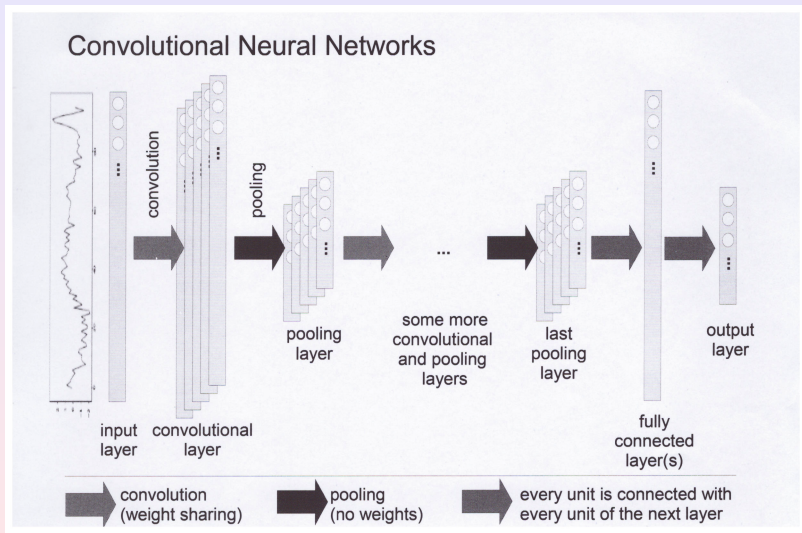 Convolutional Neural Networks
convolution
pooling
...
pooling
layer
some more
convolutional
and pooling
layers
last
pooling
layer
output
layer
input
layer
convolutional
layer
fully
connected
layer(s)
convolution
(weight sharing)
pooling
(no weights)
every unit is connected with
every unit of the next layer